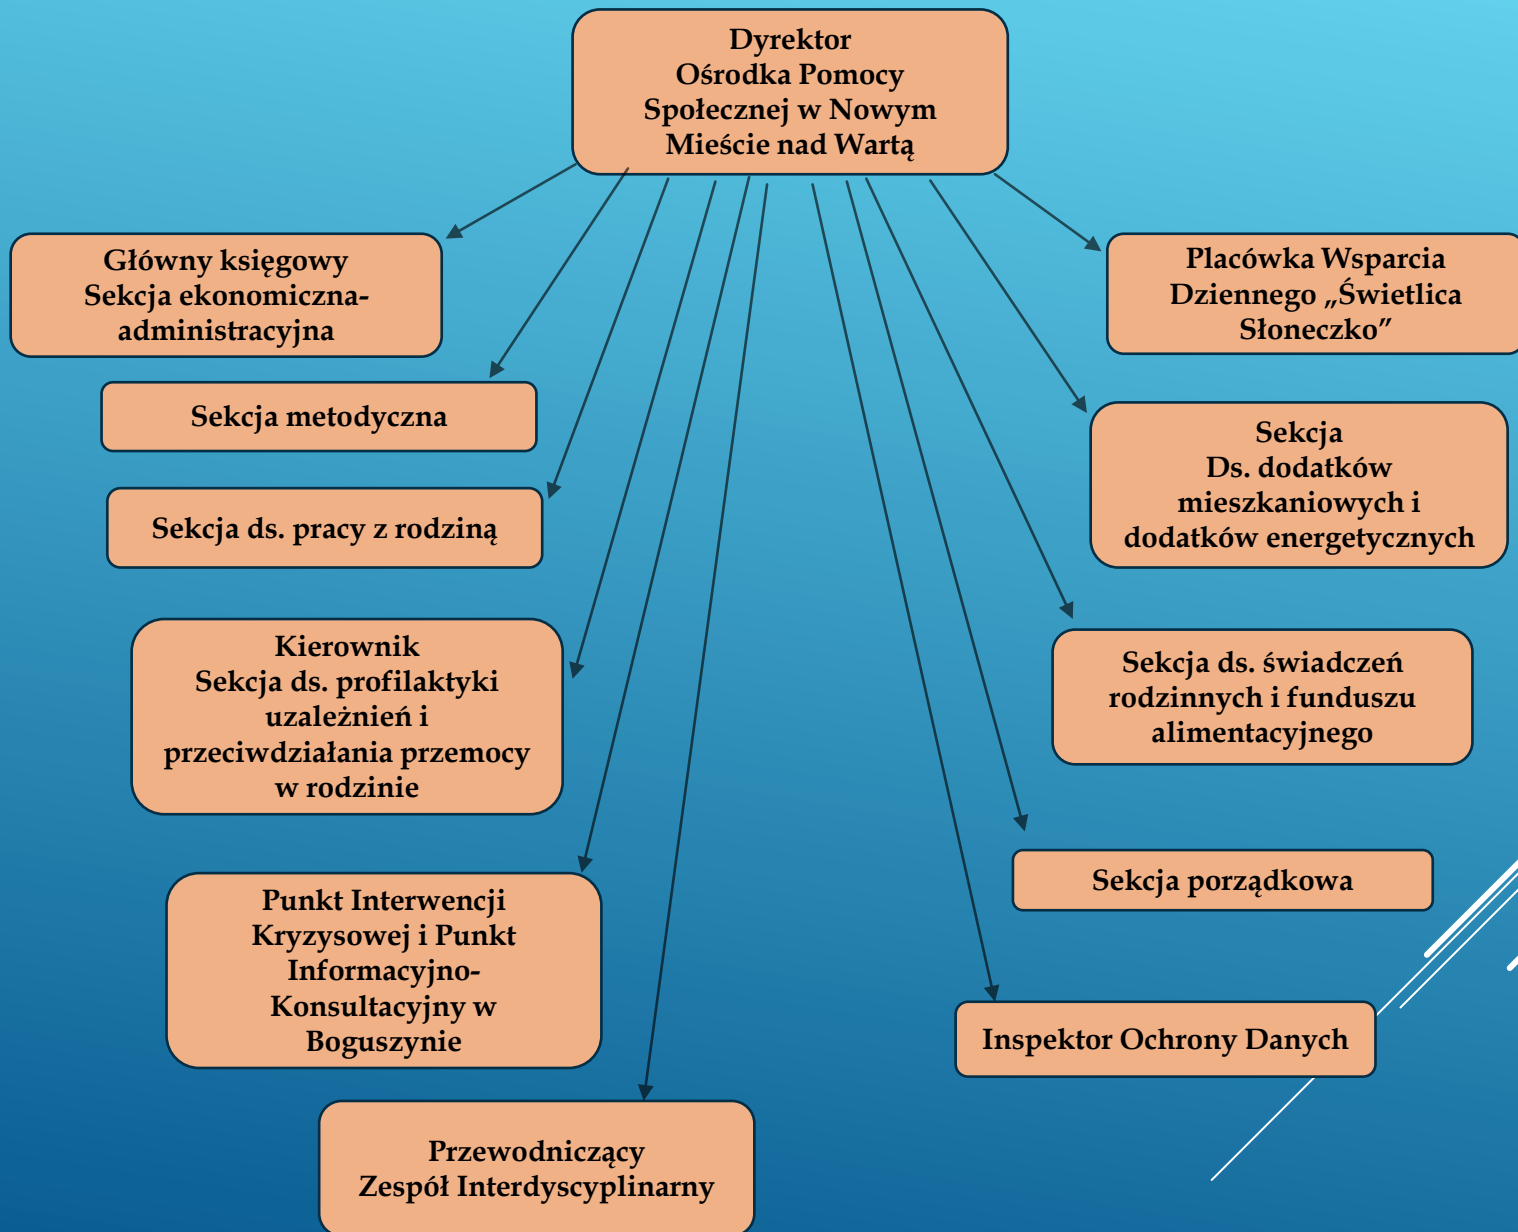 Dyrektor
Ośrodka Pomocy
Społecznej w Nowym
Mieście nad Wartą
Główny księgowy
Sekcja ekonomiczna-
administracyjna
Sekcja metodyczna
Sekcja ds. pracy z rodziną
Kierownik
Sekcja ds. profilaktyki
uzależnień i
przeciwdziałania przemocy
w rodzinie
Punkt Interwencji
Kryzysowej i Punkt
Informacyjno-
Konsultacyjny w
Boguszynie
Przewodniczący
Zespół Interdyscyplinarny
Placówka Wsparcia
Dziennego „Świetlica
Słoneczko”
Sekcja
Ds. dodatków
mieszkaniowych i
dodatków energetycznych
Sekcja ds. świadczeń
rodzinnych i funduszu
alimentacyjnego
Sekcja porządkowa
Inspektor Ochrony Danych